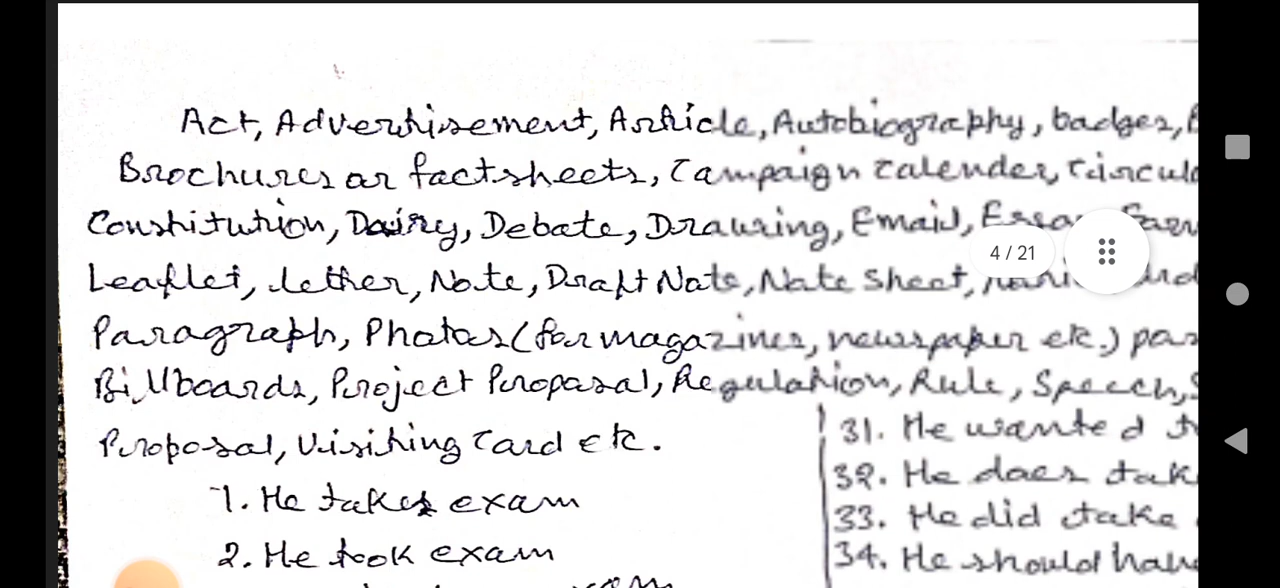 Act, Advertisement, Article, Autobiography, badges,
Brochures or factsheets, Campaign calender,
Constitution, Dairy, Debate, Drawing, Email,
4 / 21
Leaflet, letter, Note, Draft Note, Note Sheet,
Paragraph, Photos (for magazines, newspaper etc.)
Billboards, Project Proposal, Regulation, Rule, Speech,
Proposal, Visiting Card etc.
1. He takes exam
2. He took exam
31. He wanted
32. He does take
33. He did take
34. He should have